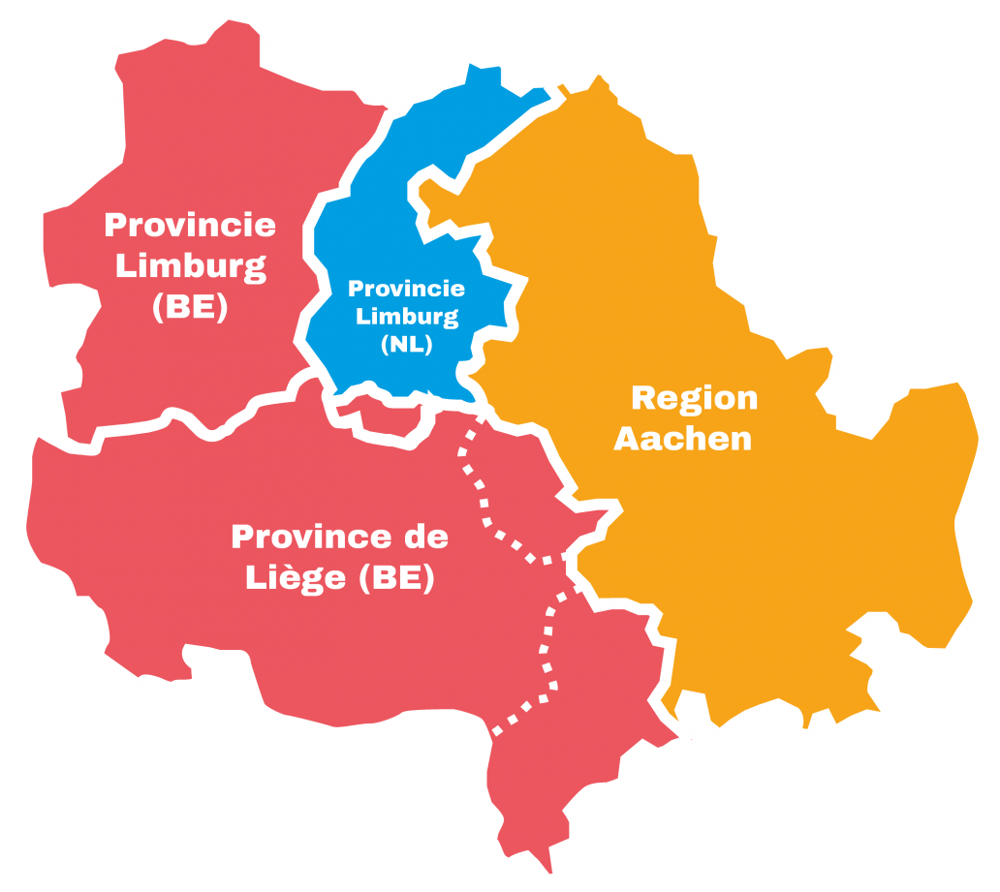 Provincie
Limburg
(BE)
Provincie
Limburg
(NL)
Region
Aachen
Province de
Liège (BE)